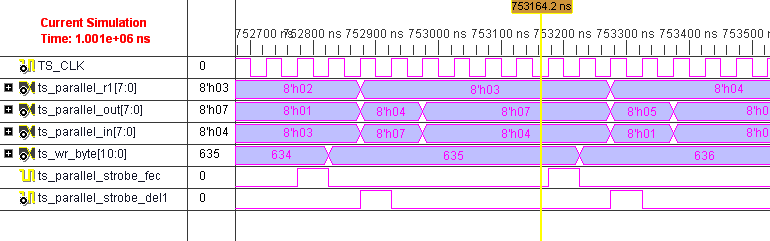 753164.2 ns
Current Simulation
Time: 1.001e+06 ns
752700 ns 752800 ns 752900 ns 753000 ns 753100 ns 753200 ns 753300 ns 753400 ns 753500 ns
TS_CLK 0
ts_parallel_r1[7:0] 8'h03 8'h02 8'h03 8'h04
ts_parallel_out[7:0] 8'h07 8'h01 8'h04 8'h07 8'h05 8'h0
ts_parallel_in[7:0] 8'h04 8'h03 8'h07 8'h04 8'h01 8'h0
ts_wr_byte[10:0] 635 634 635 636
ts_parallel_strobe_fec 0
ts_parallel_strobe_del1 0